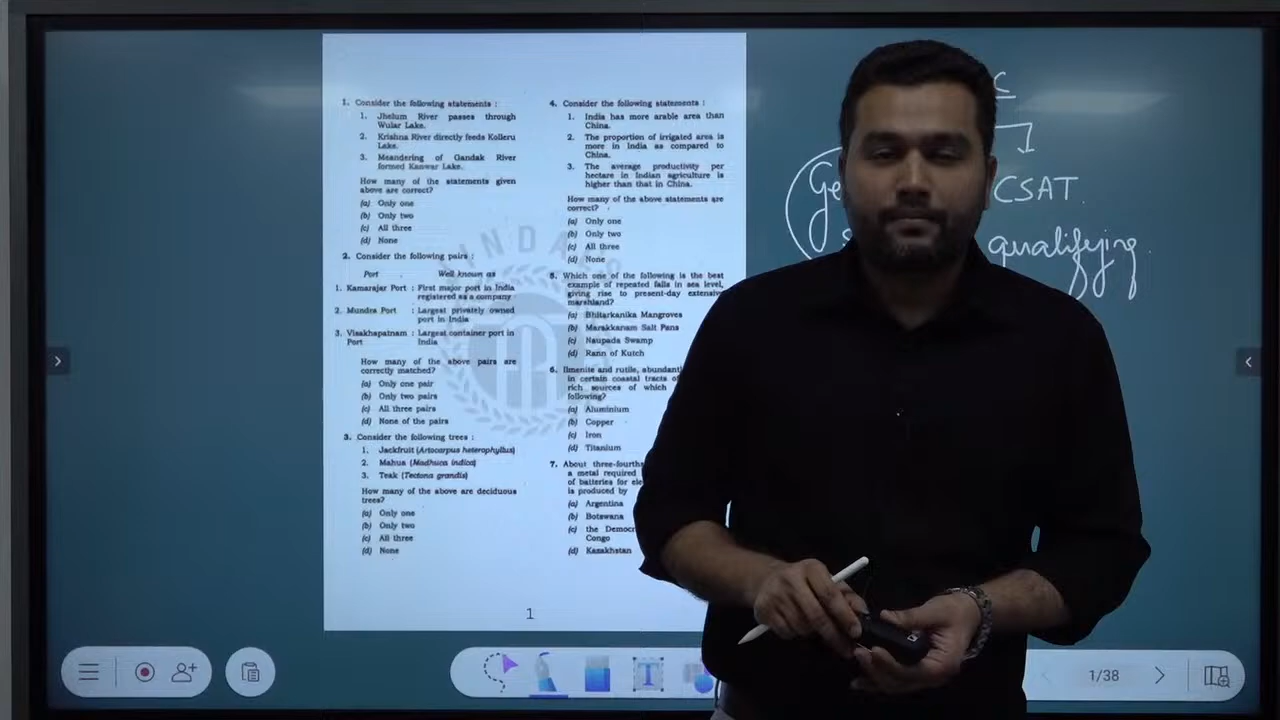 1. Consider the following statements :
1. Jhelum River passes through
Wular Lake.
2. Krishna River directly feeds Kolleru
Lake.
3. Meandering of Gandak River
formed Kanwar Lake.
How many of the statements given
above are correct?
(a) Only one
(b) Only two
(c) All three
(d) None
2. Consider the following pairs :
Port Well known as
1. Kamarajar Port : First major port in India
registered as a company
2. Mundra Port : Largest privately owned
port in India
3. Visakhapatnam : Largest container port in
Port India
How many of the above pairs are
correctly matched?
(a) Only one pair
(b) Only two pairs
(c) All three pairs
(d) None of the pairs
3. Consider the following trees :
1. Jackfruit (Artocarpus heterophyllus)
2. Mahua (Madhuca indica)
3. Teak (Tectona grandis)
How many of the above are deciduous
trees?
(a) Only one
(b) Only two
(c) All three
(d) None
4. Consider the following statements :
1. India has more arable area than
China.
2. The proportion of irrigated area is
more in India as compared to
China.
3. The average productivity per
hectare in Indian agriculture is
higher than that in China.
How many of the above statements are
correct?
(a) Only one
(b) Only two
(c) All three
(d) None
5. Which one of the following is the best
example of repeated falls in sea level,
giving rise to present-day extensive
marshland?
(a) Bhitarkanika Mangroves
(b) Marakkanam Salt Pans
(c) Naupada Swamp
(d) Rann of Kutch
6. Ilmenite and rutile,
in certain coastal tracts
rich sources of which
following?
(a) Aluminium
(b) Copper
(c) Iron
(d) Titanium
7. About
a metal required
of batteries for
is produced by
(a) Argentina
(b) Botswana
(c) the
Congo
(d) Kazakhstan
1
CSAT
qualifying
T
1/38